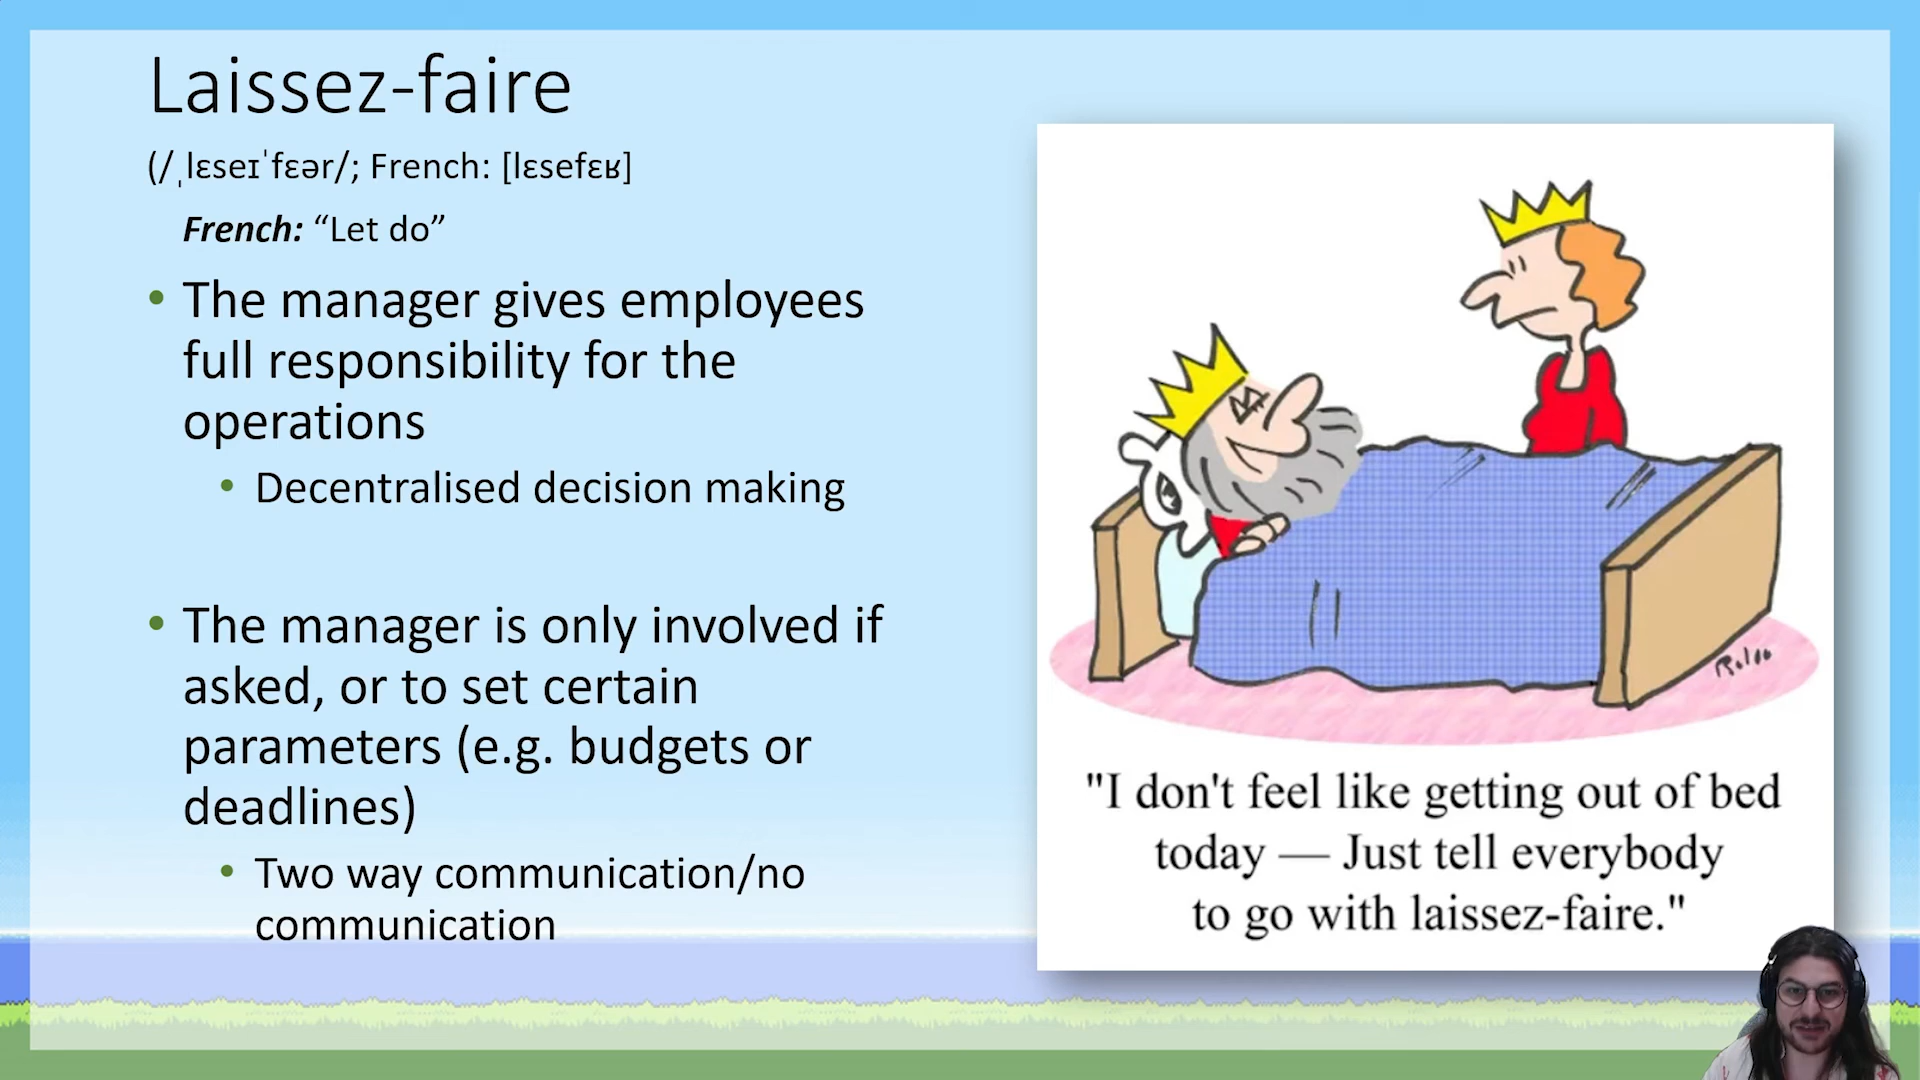 Laissez-faire
(/ˌlɛseɪˈfɛər/; French: [lɛsefɛʁ]
French: “Let do”
• The manager gives employees
full responsibility for the
operations
• Decentralised decision making
• The manager is only involved if
asked, or to set certain
parameters (e.g. budgets or
deadlines)
• Two way communication/no
communication
"I don't feel like getting out of bed
today — Just tell everybody
to go with laissez-faire."